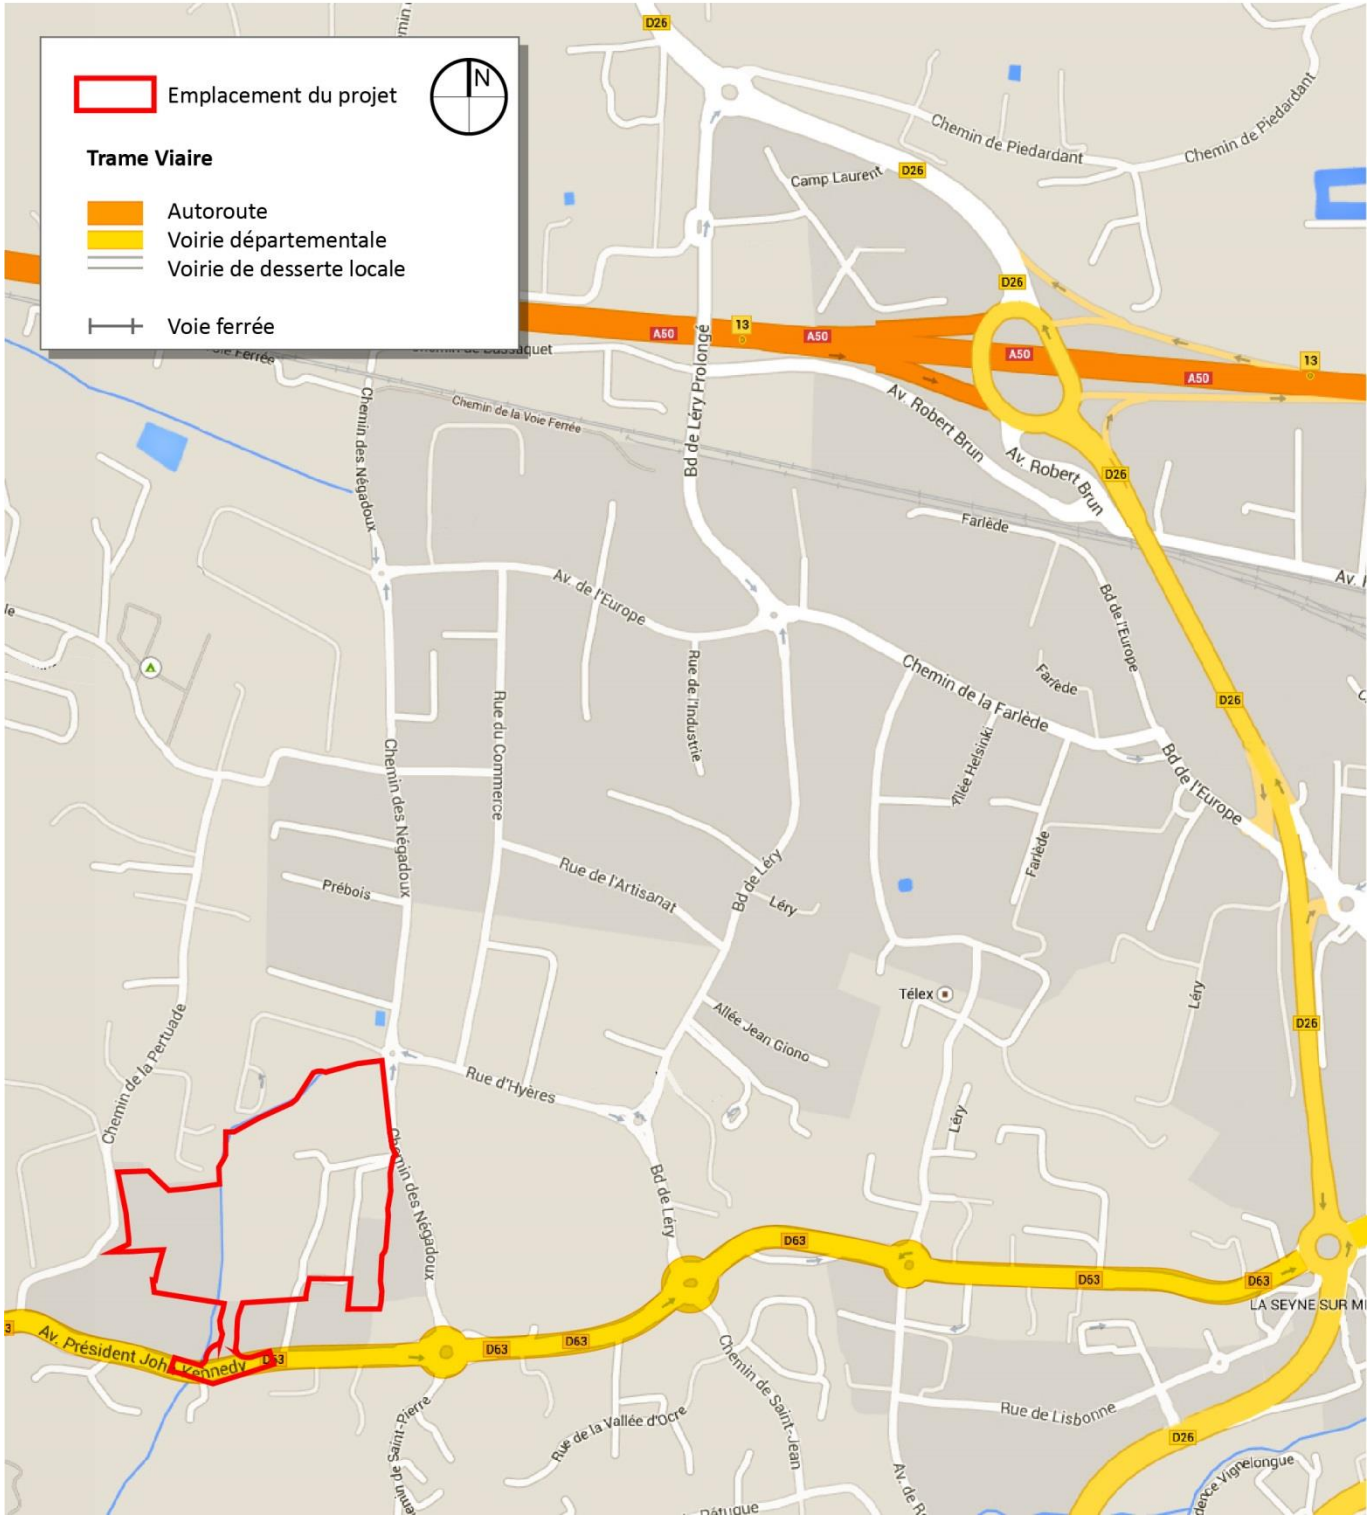 D26
Emplacement du projet
N
Trame Viaire
Autoroute
Voirie départementale
Voirie de desserte locale
Voie ferrée
Chemin de Piedardant
Chemin de Piedardant
Camp Laurent
D26
D26
13
A50
A50
A50
A50
13
Bd de Léry Prolongé
Chemin de la Voie Ferrée
Chemin des Négadoux
Av. Robert Brun
Av. Robert Brun
D26
Farlède
Av. de l'Europe
Bd de l'Europe
Rue de l'Industrie
Chemin de la Farlède
Farlède
D26
Rue du Commerce
Chemin des Négadoux
Allée Helsinki
Bd de l'Europe
Farlède
Rue de l'Artisanat
Bd de Léry
Léry
Prébois
Télex
Léry
D26
Allée Jean Giono
Chemin de la Pertuade
Rue d'Hyères
Léry
Chemin des Négadoux
Bd de Léry
D63
D63
D63
LA SEYNE SUR
Av. Président John Kennedy
D63
D63
D63
Chemin de Saint-Jean
Rue de la Vallée d'Ocre
Rue de Lisbonne
D26
Saint-Pierre
Vignelongue
Av. de